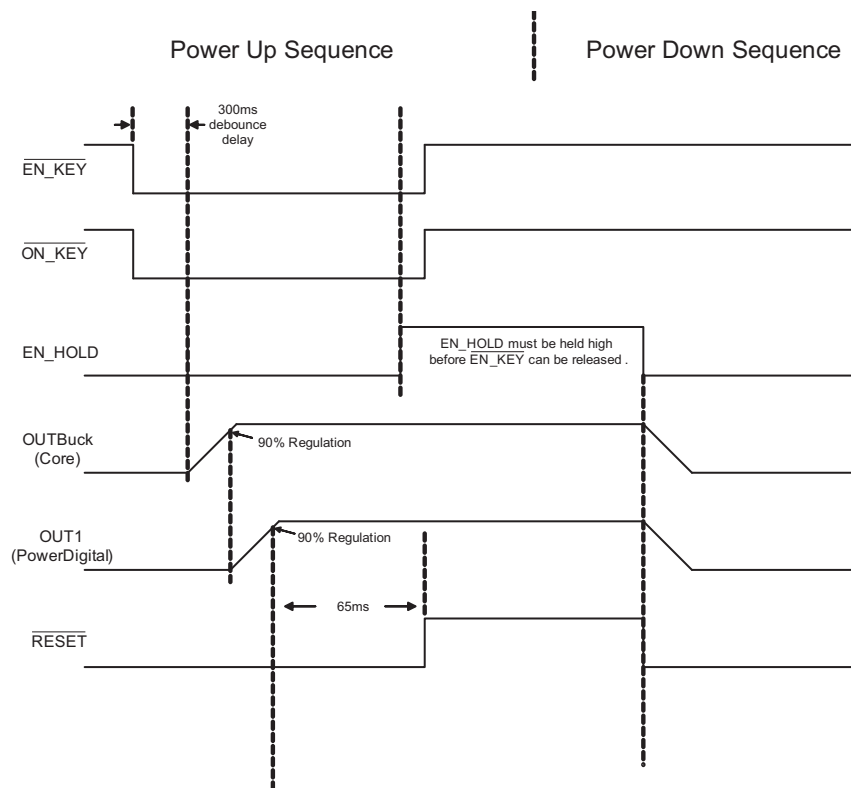 Power Up Sequence
Power Down Sequence
300ms
debounce
delay
EN_KEY
ON_KEY
EN_HOLD
EN_HOLD must be held high
before EN_KEY can be released .
OUTBuck
(Core)
90% Regulation
OUT1
(PowerDigital)
90% Regulation
65ms
RESET